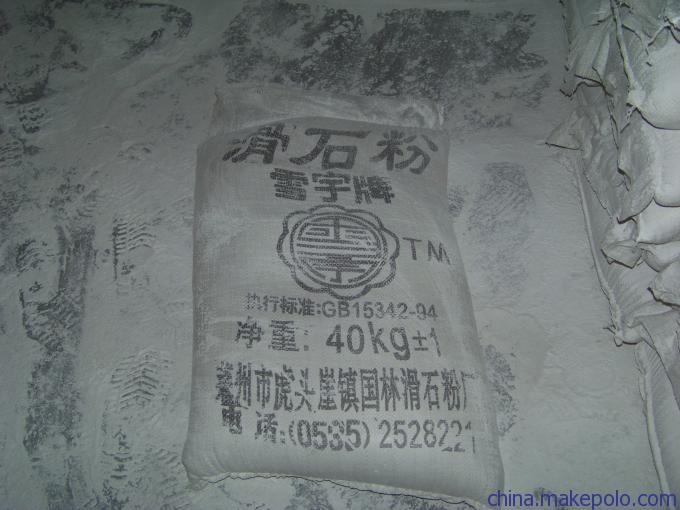 滑石粉
雪宇牌
TM
执行标准:GB15342-94
净重: 40kg±1
莱州市虎头崖镇国林滑石粉厂
电话:(0535)2528221
china.makepolo.com